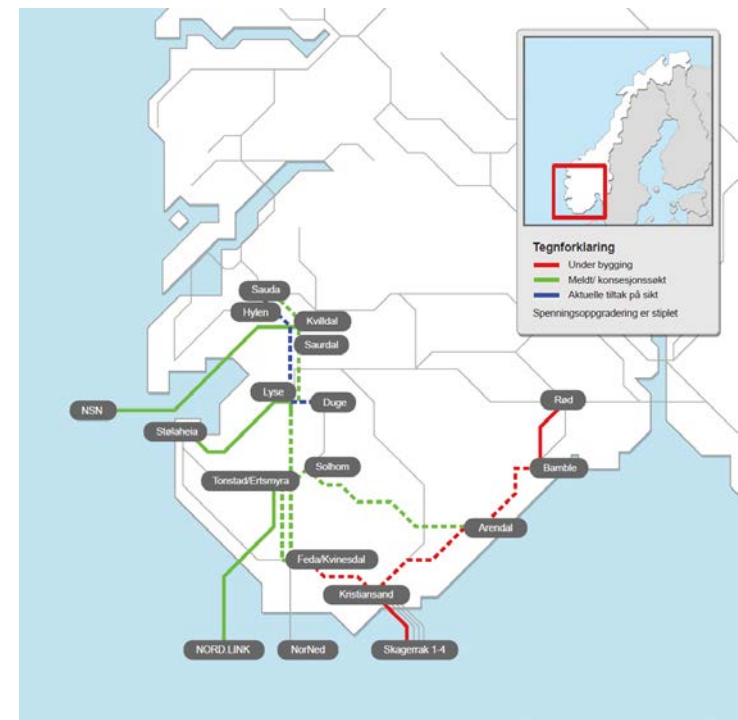 Tegnforklaring
Under bygging
Meldt/ konsesjonssøkt
Aktuelle tiltak på sikt
Spenningsoppgradering er stiplet
Sauda
Hylen
Kvilldal
Saurdal
Lyse
Duge
NSN
Stølaheia
Rød
Solhom
Bamble
Tonstad/Ertsmyra
Arendal
Feda/Kvinesdal
Kristiansand
NORD.LINK
NorNed
Skagerrak 1-4